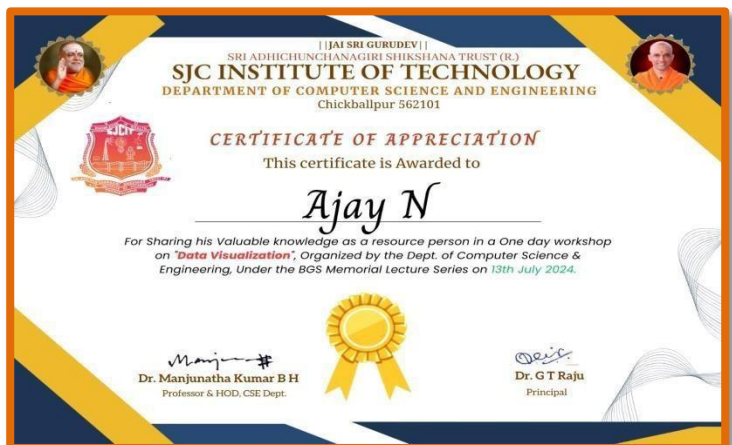 ||JAI SRI GURUDEV||
SRI ADHICHUNCHANAGIRI SHIKSHANA TRUST (R.)
SJC INSTITUTE OF TECHNOLOGY
DEPARTMENT OF COMPUTER SCIENCE AND ENGINEERING
Chickballpur 562101
SJCIT
CERTIFICATE OF APPRECIATION
This certificate is Awarded to
Ajay N
For Sharing his Valuable knowledge as a resource person in a One day workshop
on "Data Visualization", Organized by the Dept. of Computer Science &
Engineering, Under the BGS Memorial Lecture Series on 13th July 2024.
Dr. Manjunatha Kumar B H
Professor & HOD, CSE Dept.
Dr. G T Raju
Principal